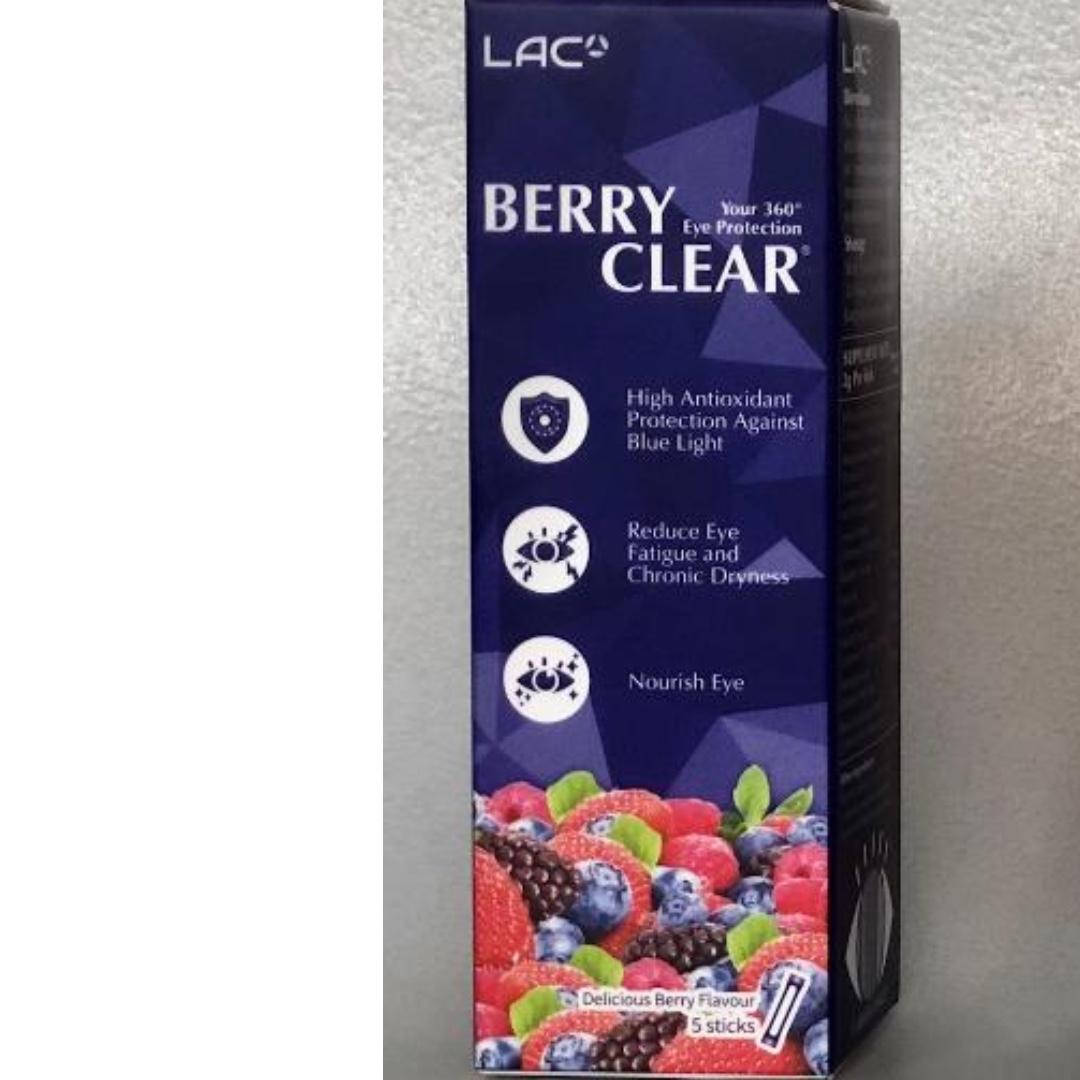 LAC
BERRY
Your 360°
Eye Protection
CLEAR®
High Antioxidant
Protection Against
Blue Light
Reduce Eye
Fatigue and
Chronic Dryness
Nourish Eye
Delicious Berry Flavour
5 sticks
LAC